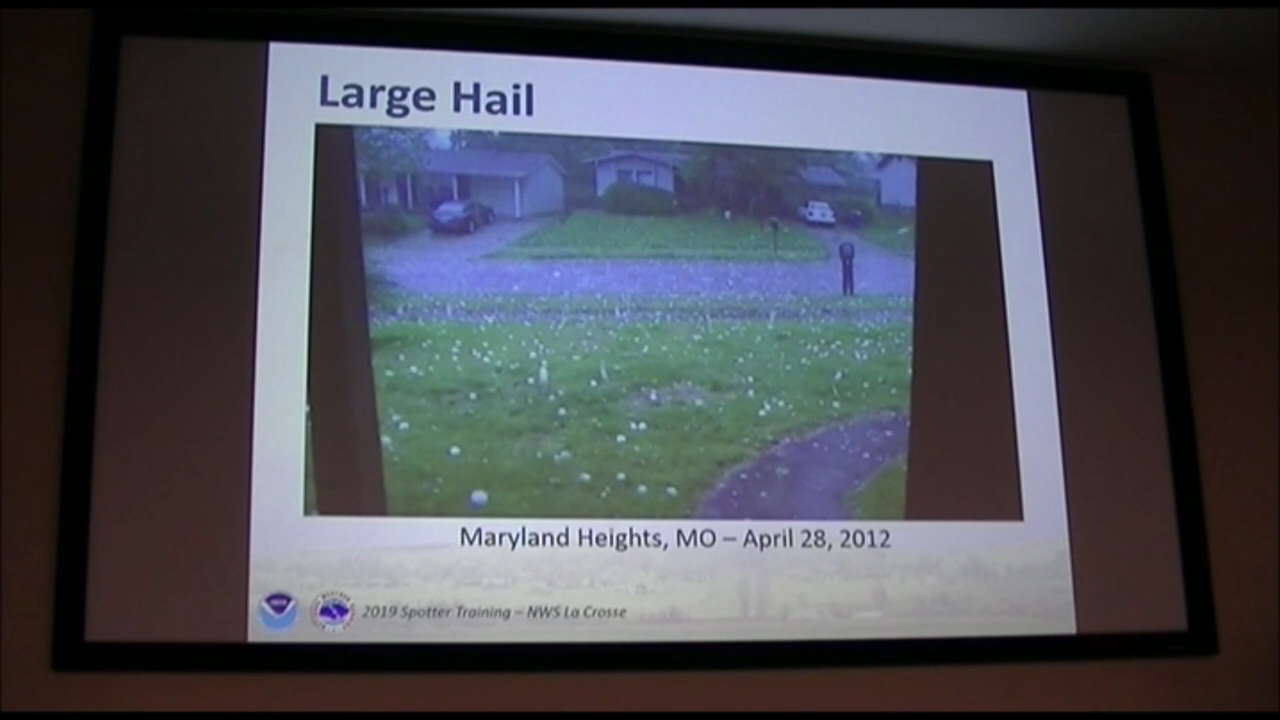 Large Hail
Maryland Heights, MO – April 28, 2012
2019 Spotter Training – NWS La Crosse